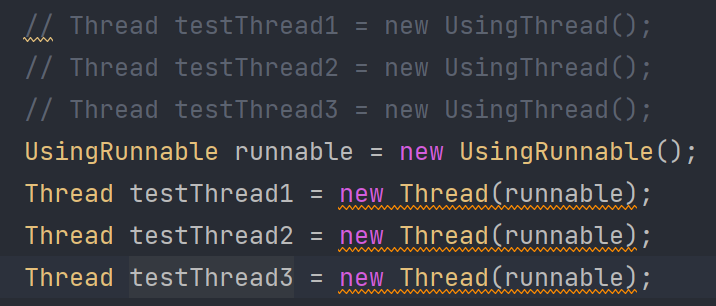 // Thread testThread1 = new UsingThread();
// Thread testThread2 = new UsingThread();
// Thread testThread3 = new UsingThread();
UsingRunnable runnable = new UsingRunnable();
Thread testThread1 = new Thread(runnable);
Thread testThread2 = new Thread(runnable);
Thread testThread3 = new Thread(runnable);